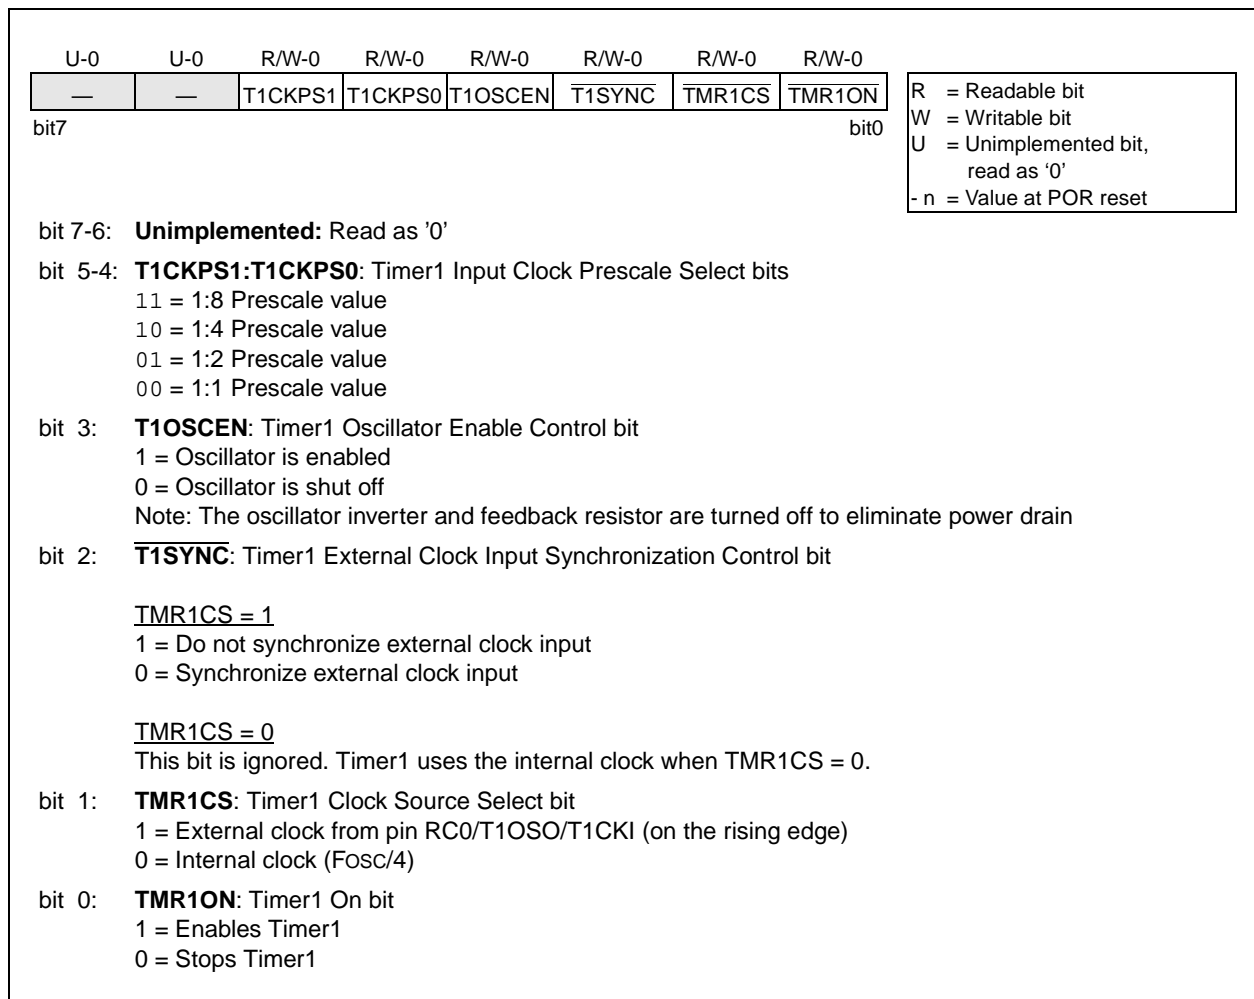 U-0 U-0 R/W-0 R/W-0 R/W-0 R/W-0 R/W-0 R/W-0
— — T1CKPS1 T1CKPS0 T1OSCEN T1SYNC TMR1CS TMR1ON
bit7 bit0
R = Readable bit
W = Writable bit
U = Unimplemented bit,
read as ‘0’
- n = Value at POR reset
bit 7-6: Unimplemented: Read as '0'
bit 5-4: T1CKPS1:T1CKPS0: Timer1 Input Clock Prescale Select bits
11 = 1:8 Prescale value
10 = 1:4 Prescale value
01 = 1:2 Prescale value
00 = 1:1 Prescale value
bit 3: T1OSCEN: Timer1 Oscillator Enable Control bit
1 = Oscillator is enabled
0 = Oscillator is shut off
Note: The oscillator inverter and feedback resistor are turned off to eliminate power drain
bit 2: T1SYNC: Timer1 External Clock Input Synchronization Control bit
TMR1CS = 1
1 = Do not synchronize external clock input
0 = Synchronize external clock input
TMR1CS = 0
This bit is ignored. Timer1 uses the internal clock when TMR1CS = 0.
bit 1: TMR1CS: Timer1 Clock Source Select bit
1 = External clock from pin RC0/T1OSO/T1CKI (on the rising edge)
0 = Internal clock (FOSC/4)
bit 0: TMR1ON: Timer1 On bit
1 = Enables Timer1
0 = Stops Timer1